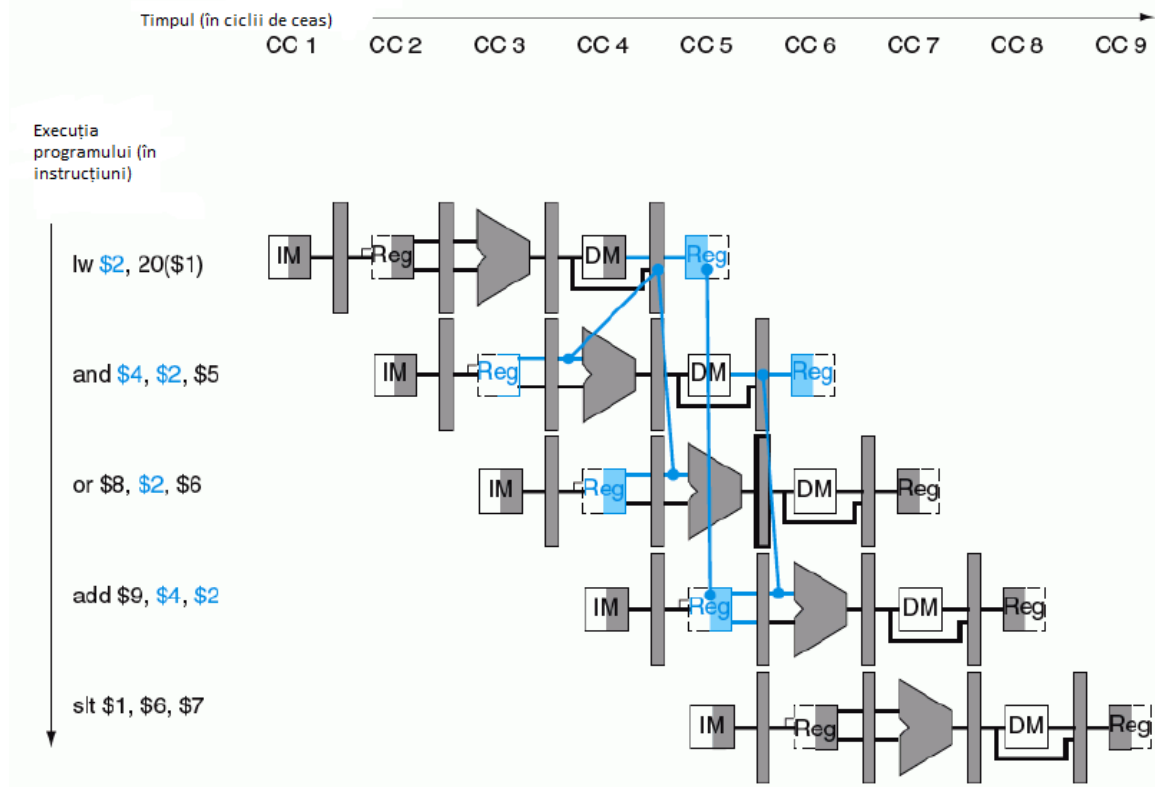 Timpul (în ciclii de ceas)
CC 1 CC 2 CC 3 CC 4 CC 5 CC 6 CC 7 CC 8 CC 9
Execuția
programului (în
instrucțiuni)
lw $2, 20($1)
IM Reg DM Reg
and $4, $2, $5
IM Reg DM Reg
or $8, $2, $6
IM Reg DM Reg
add $9, $4, $2
IM Reg DM Reg
slt $1, $6, $7
IM Reg DM Reg